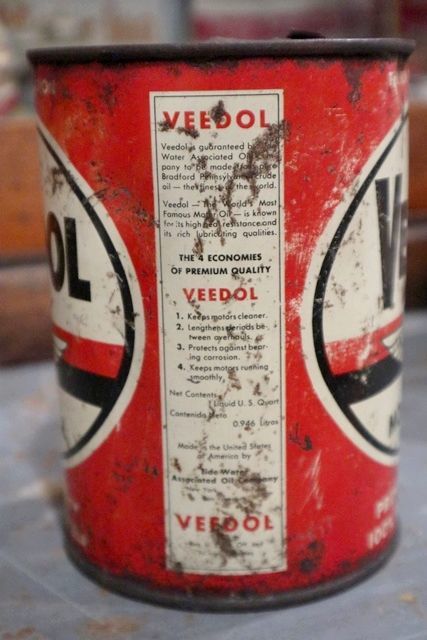 VEEDOL
Veedol is guaranteed by
Water Associated Oil Com-
pany to be made from pure
Bradford Pennsylvania crude
oil — the finest in the world.
Veedol — The World's Most
Famous Motor Oil — is known
for its high heat resistance and
its rich lubricating qualities.
THE 4 ECONOMIES
OF PREMIUM QUALITY
VEEDOL
1. Keeps motors cleaner.
2. Lengthens periods be-
tween overhauls.
3. Protects against bear-
ing corrosion.
4. Keeps motors running
smoothly.
Net Contents
1 Liquid U. S. Quart
Contenido Neto
0.946 Litros
Made in the United States
of America by
Tide Water
Associated Oil Company
New York
VEEDOL
OL